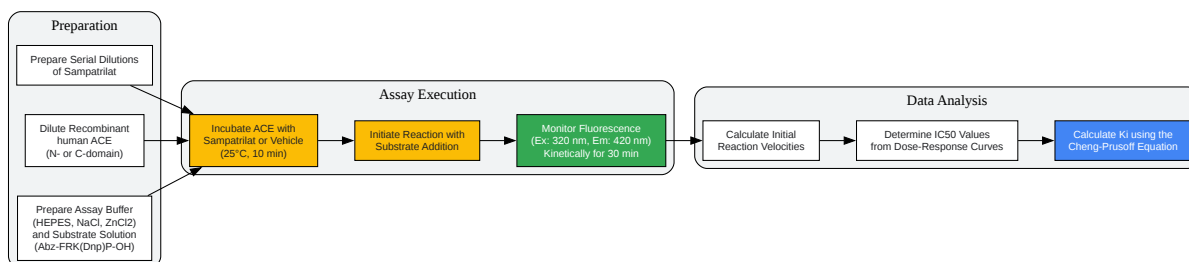 Preparation
Prepare Serial Dilutions
of Sampatrilat
Dilute Recombinant
human ACE
(N- or C-domain)
Prepare Assay Buffer
(HEPES, NaCl, ZnCl2)
and Substrate Solution
(Abz-FRK(Dnp)P-OH)
Assay Execution
Incubate ACE with
Sampatrilat or Vehicle
(25°C, 10 min)
Initiate Reaction with
Substrate Addition
Monitor Fluorescence
(Ex: 320 nm, Em: 420 nm)
Kinetically for 30 min
Data Analysis
Calculate Initial
Reaction Velocities
Determine IC50 Values
from Dose-Response Curves
Calculate Ki using the
Cheng-Prusoff Equation